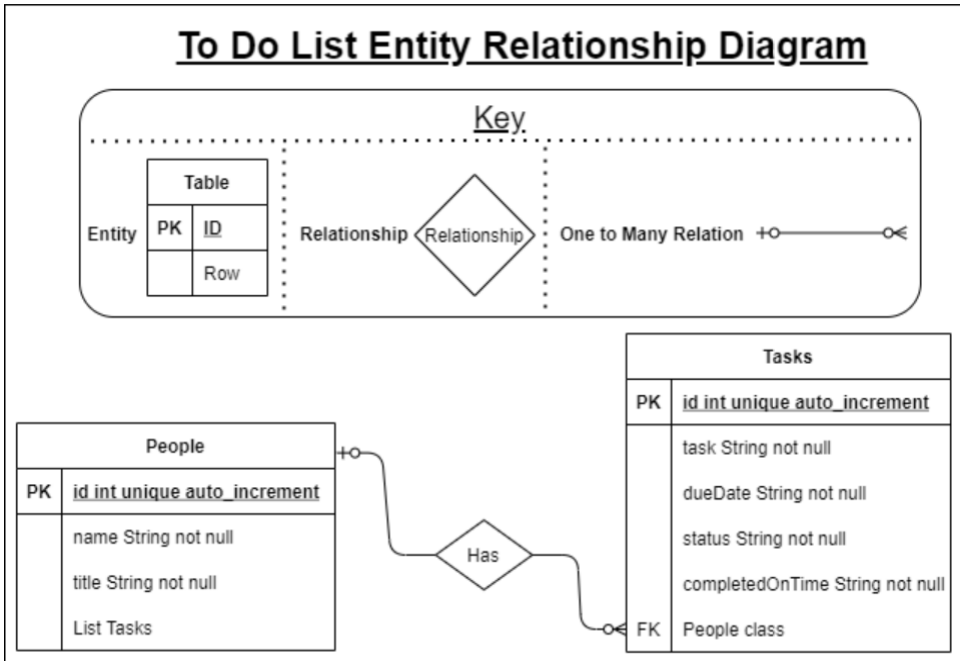 To Do List Entity Relationship Diagram
Key
Entity
Table
PK ID
Row
Relationship
Relationship
One to Many Relation
People
PK id int unique auto_increment
name String not null
title String not null
List Tasks
Has
Tasks
PK id int unique auto_increment
task String not null
dueDate String not null
status String not null
completedOnTime String not null
FK People class